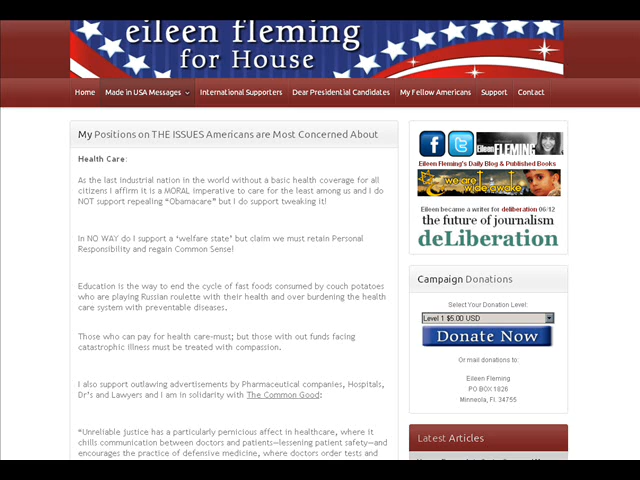 eileen fleming
for House
Home Made in USA Messages International Supporters Dear Presidential Candidates My Fellow Americans Support Contact
My Positions on THE ISSUES Americans are Most Concerned About
Health Care:
As the last industrial nation in the world without a basic health coverage for all
citizens I affirm it is a MORAL imperative to care for the least among us and I do
NOT support repealing “Obamacare” but I do support tweaking it!
In NO WAY do I support a ‘welfare state’ but claim we must retain Personal
Responsibility and regain Common Sense!
Education is the way to end the cycle of fast foods consumed by couch potatoes
who are playing Russian roulette with their health and over burdening the health
care system with preventable diseases.
Those who can pay for health care-must; but those with out funds facing
catastrophic illness must be treated with compassion.
I also support outlawing advertisements by Pharmaceutical companies, Hospitals,
Dr’s and Lawyers and I am in solidarity with The Common Good:
“Unreliable justice has a particularly pernicious affect in healthcare, where it
chills communication between doctors and patients—lessening patient safety—and
encourages the practice of defensive medicine, where doctors order tests and
Eileen FLEMING
Eileen Fleming's Daily Blog & Published Books
we are wide awake
Eileen became a writer for deliberation 06/12
the future of journalism
deLiberation
Campaign Donations
Select Your Donation Level:
Level 1 $5.00 USD
Donate Now
Or mail donations to:
Eileen Fleming
PO BOX 1826
Minneola, Fl. 34755
Latest Articles